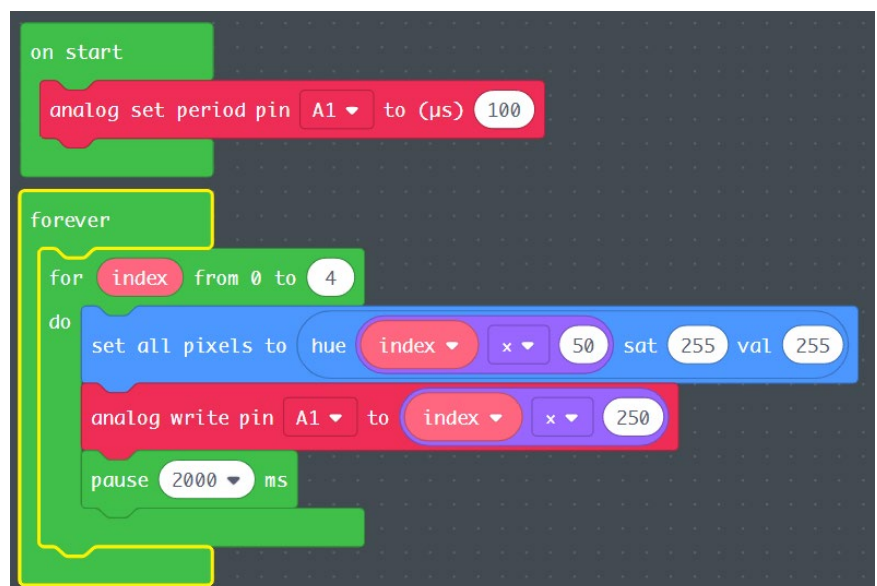 on start
analog set period pin A1 to (µs) 100
forever
for index from 0 to 4
do
set all pixels to hue index × 50 sat 255 val 255
analog write pin A1 to index × 250
pause 2000 ms